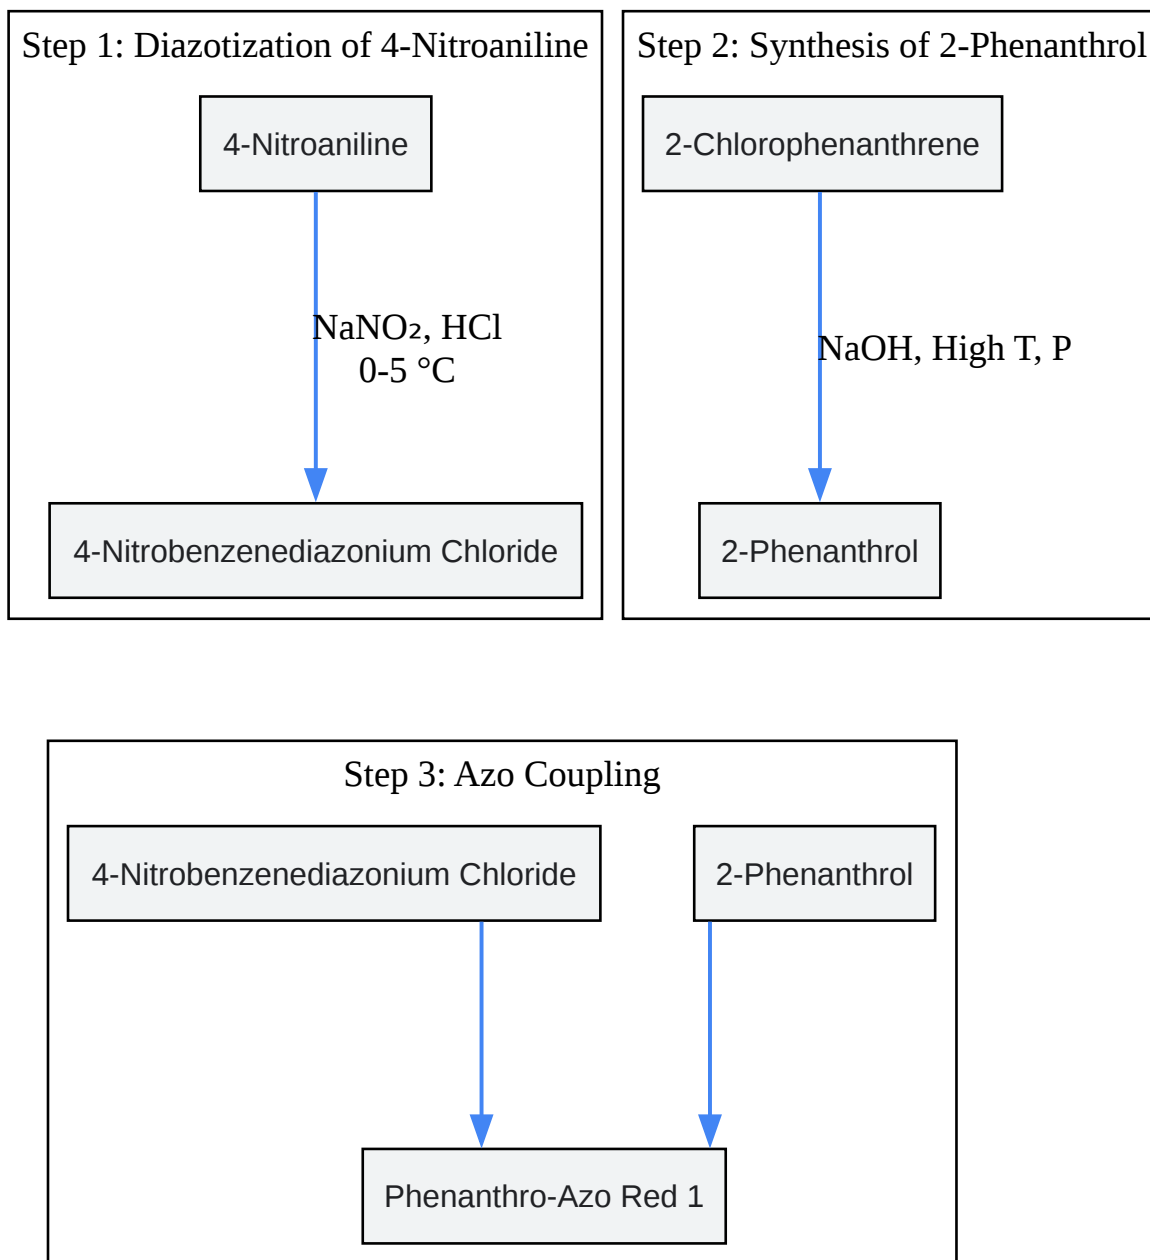 Step 1: Diazotization of 4-Nitroaniline
4-Nitroaniline
NaNO₂, HCl
0-5 °C
4-Nitrobenzenediazonium Chloride
Step 2: Synthesis of 2-Phenanthrol
2-Chlorophenanthrene
NaOH, High T, P
2-Phenanthrol
Step 3: Azo Coupling
4-Nitrobenzenediazonium Chloride
2-Phenanthrol
Phenanthro-Azo Red 1